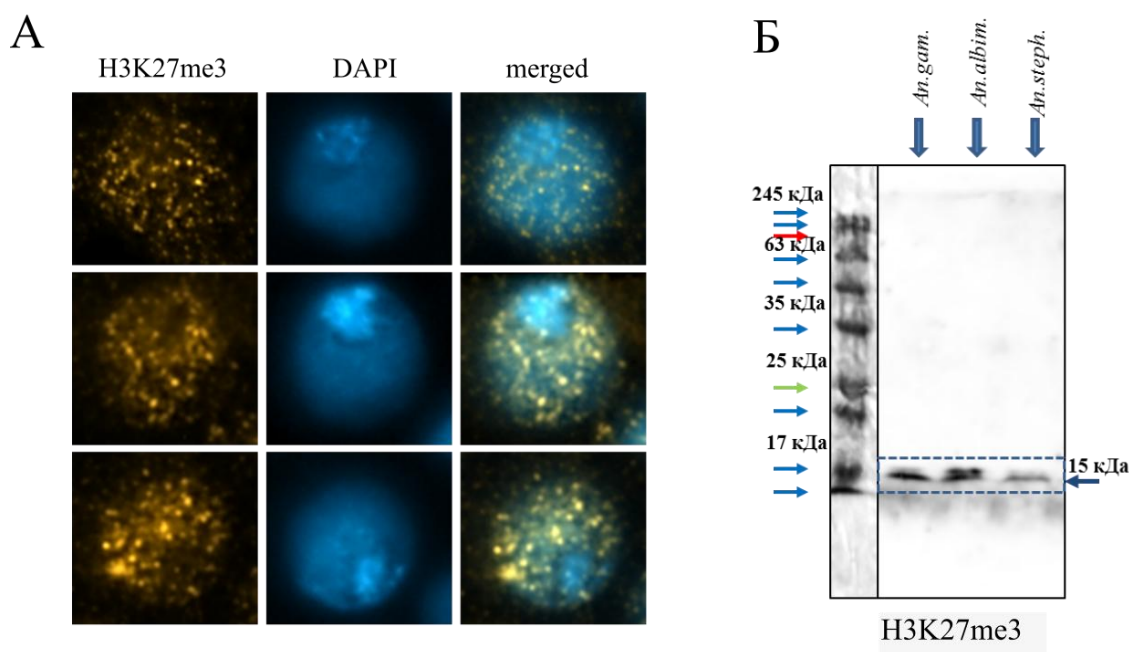 А
H3K27me3 DAPI merged
Б
An.gam.
An.albim.
An.steph.
245 кДа
63 кДа
35 кДа
25 кДа
17 кДа
15 кДа
H3K27me3